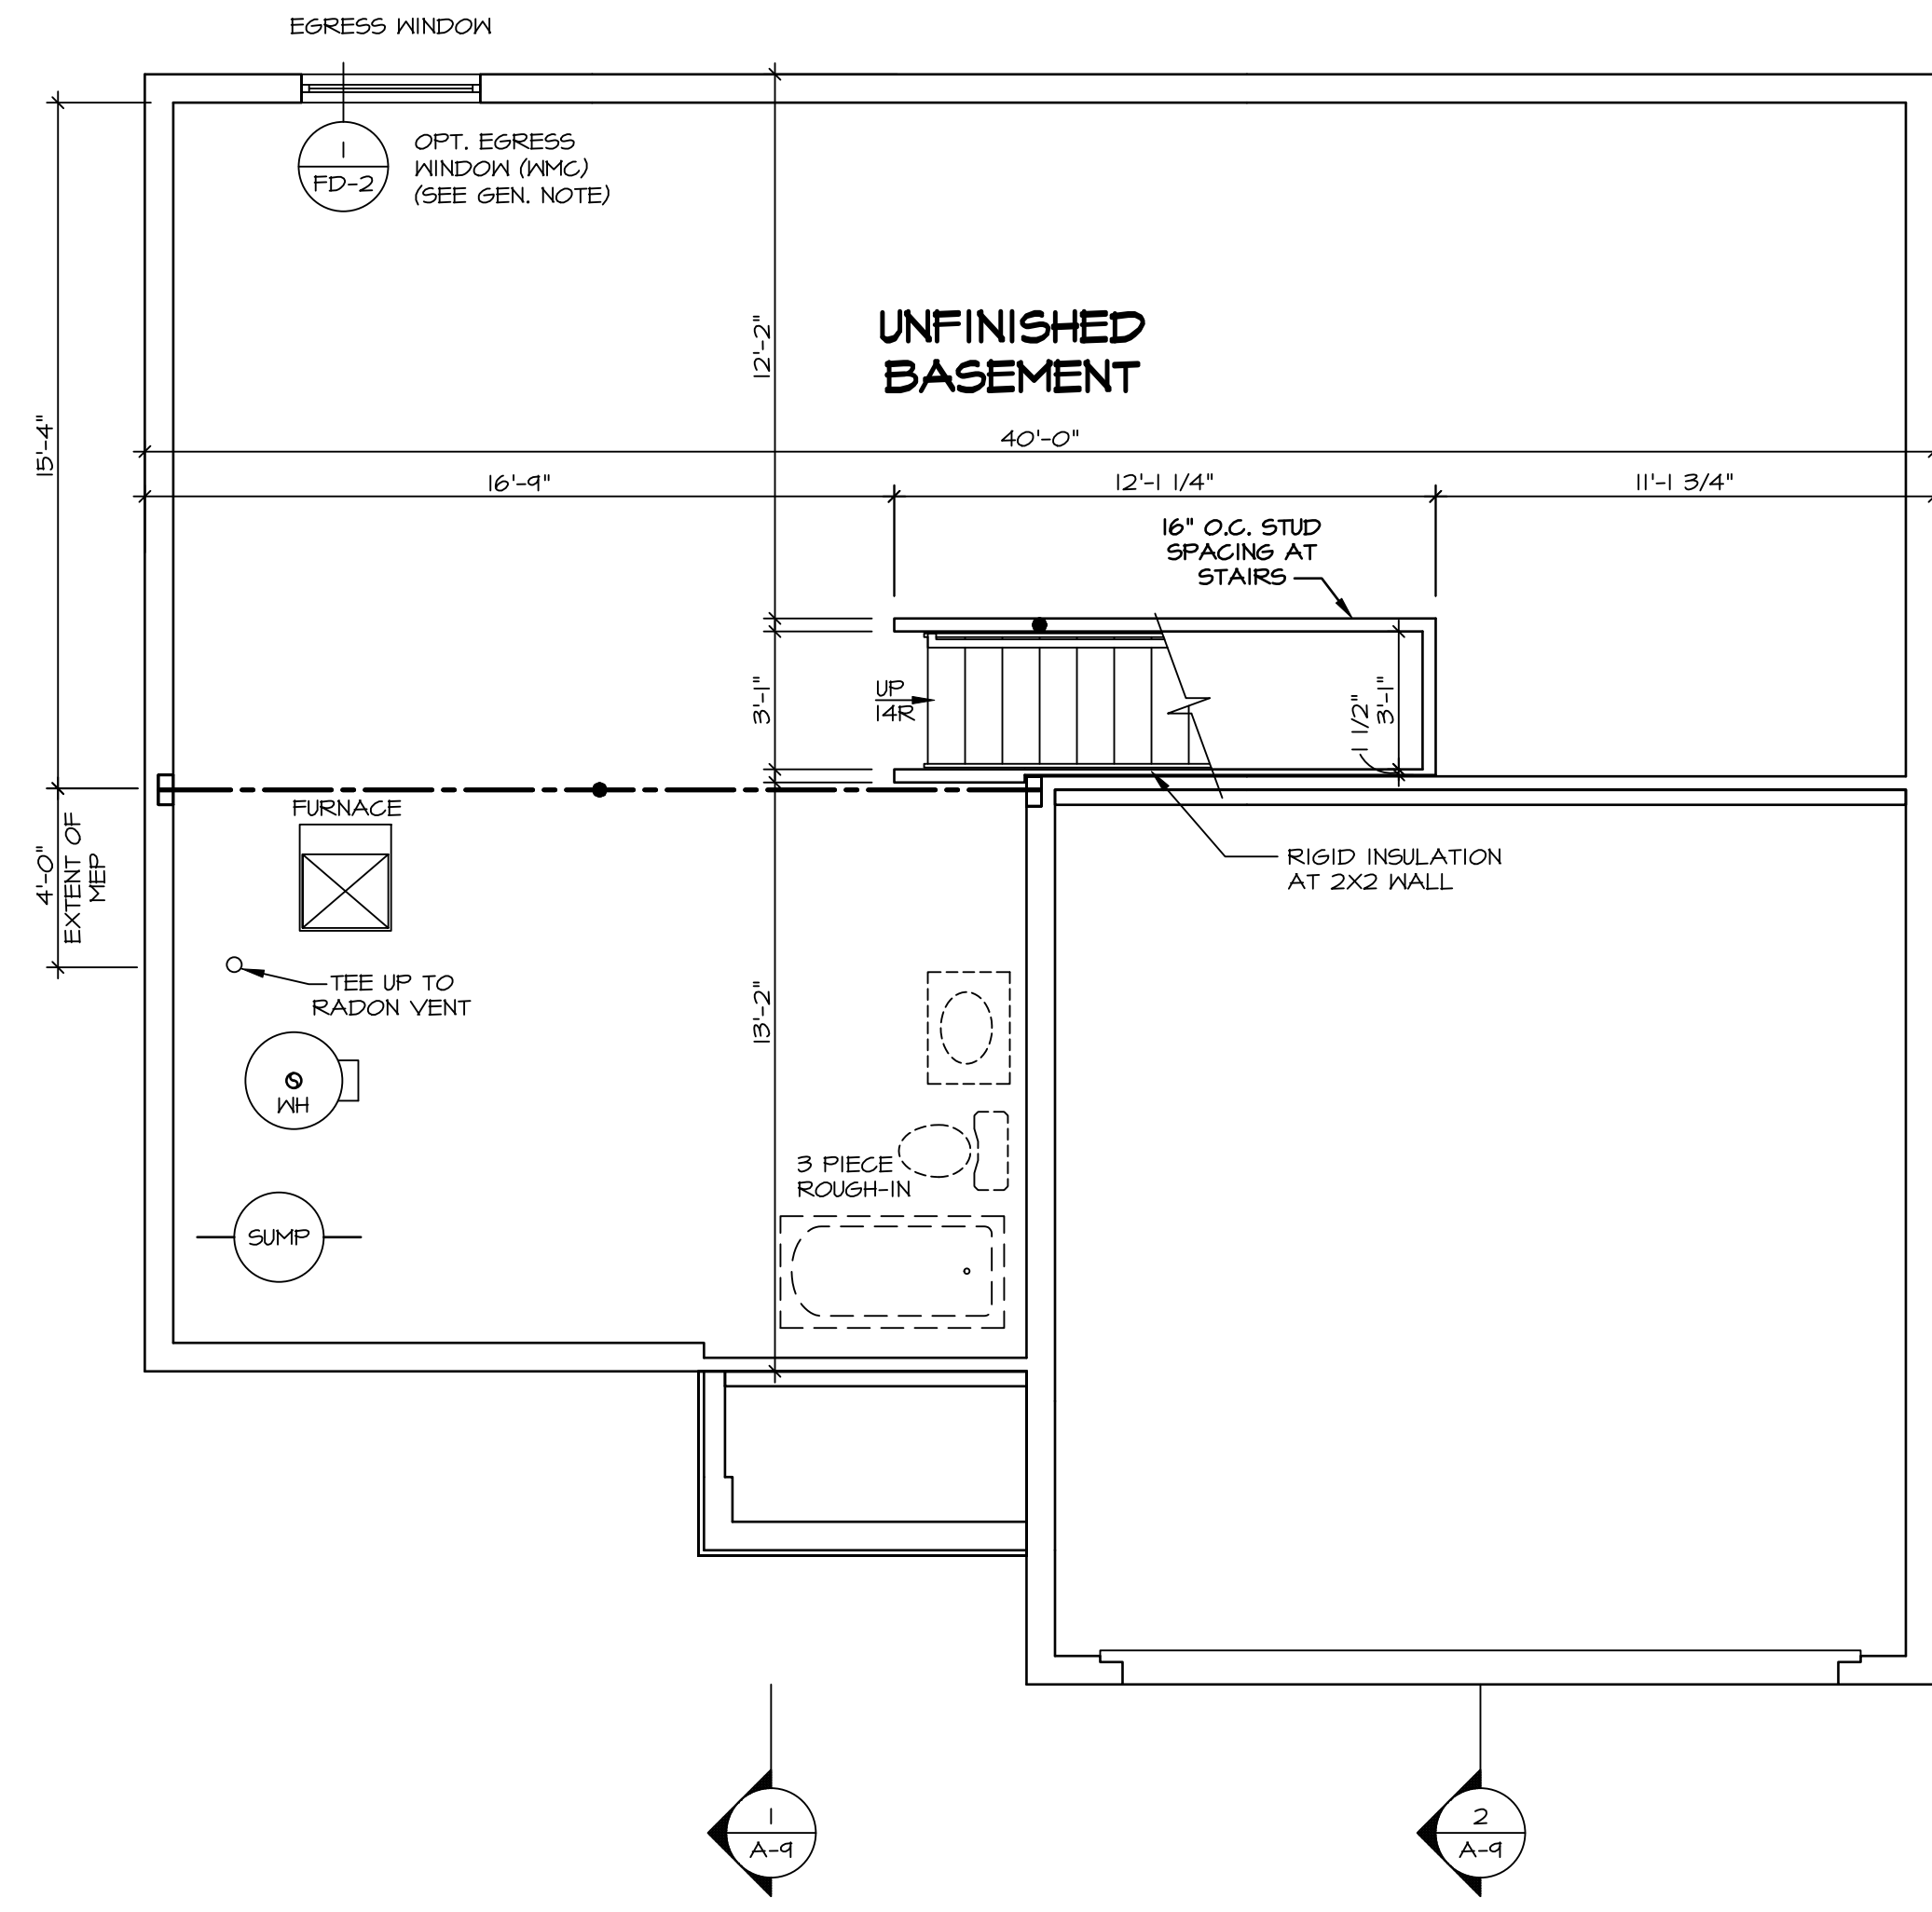 EGRESS WINDOW
1
FD-2
OPT. EGRESS
WINDOW (WMC)
(SEE GEN. NOTE)
12'-2"
UNFINISHED
BASEMENT
15'-4"
40'-0"
16'-9"
12'-1 1/4"
11'-1 3/4"
16" O.C. STUD
SPACING AT
STAIRS
UP
14R
3'-1"
1 1/2"
3'-1"
FURNACE
4'-0"
EXTENT OF
MEP
RIGID INSULATION
AT 2X2 WALL
TEE UP TO
RADON VENT
13'-2"
S
WH
3 PIECE
ROUGH-IN
SUMP
1
A-9
2
A-9